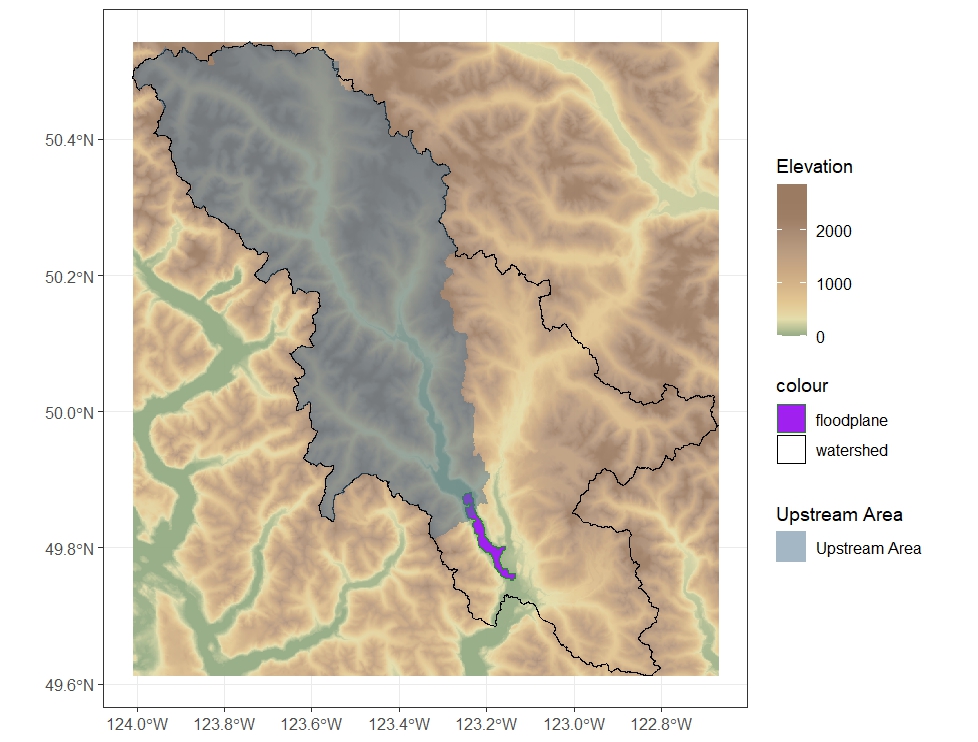 50.4°N
50.2°N
50.0°N
49.8°N
49.6°N
124.0°W 123.8°W 123.6°W 123.4°W 123.2°W 123.0°W 122.8°W
Elevation
2000
1000
0
colour
floodplane
watershed
Upstream Area
Upstream Area